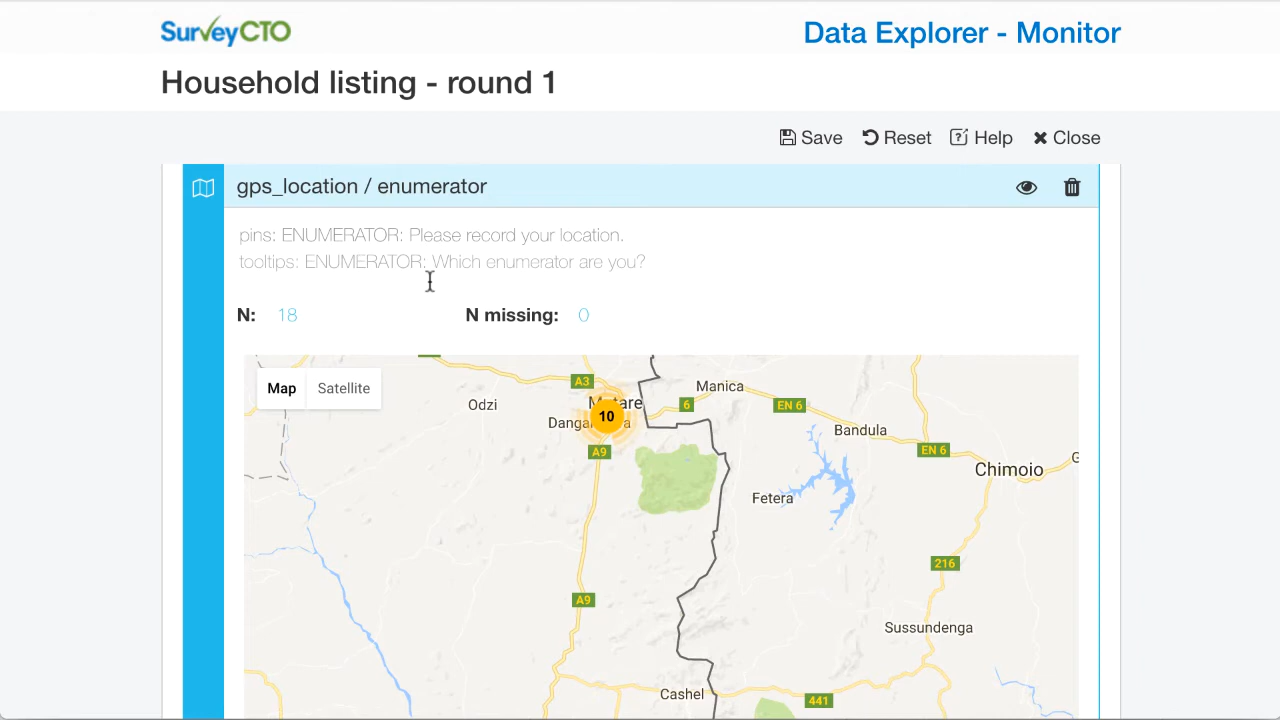 SurveyCTO
Data Explorer - Monitor
Household listing - round 1
Save Reset Help Close
gps_location / enumerator
pins: ENUMERATOR: Please record your location.
tooltips: ENUMERATOR: Which enumerator are you?
N: 18 N missing: 0
Map Satellite
A3
Manica
Odzi
6
EN 6
10
Bandula
A9
EN 6
Chimoio
Fetera
216
A9
Sussundenga
Cashel
441